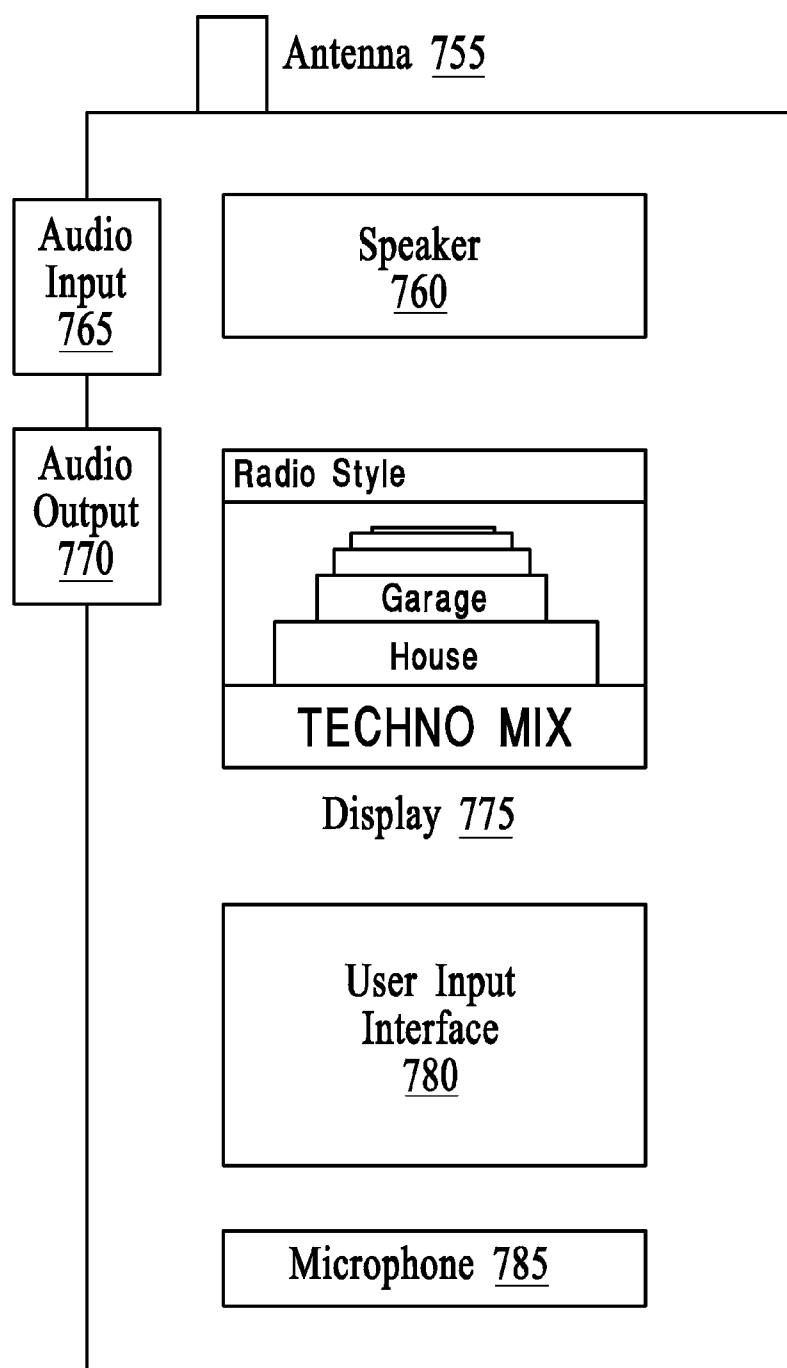 Antenna 755
Audio
Input
765
Speaker
760
Audio
Output
770
Radio Style
Garage
House
TECHNO MIX
Display 775
User Input
Interface
780
Microphone 785